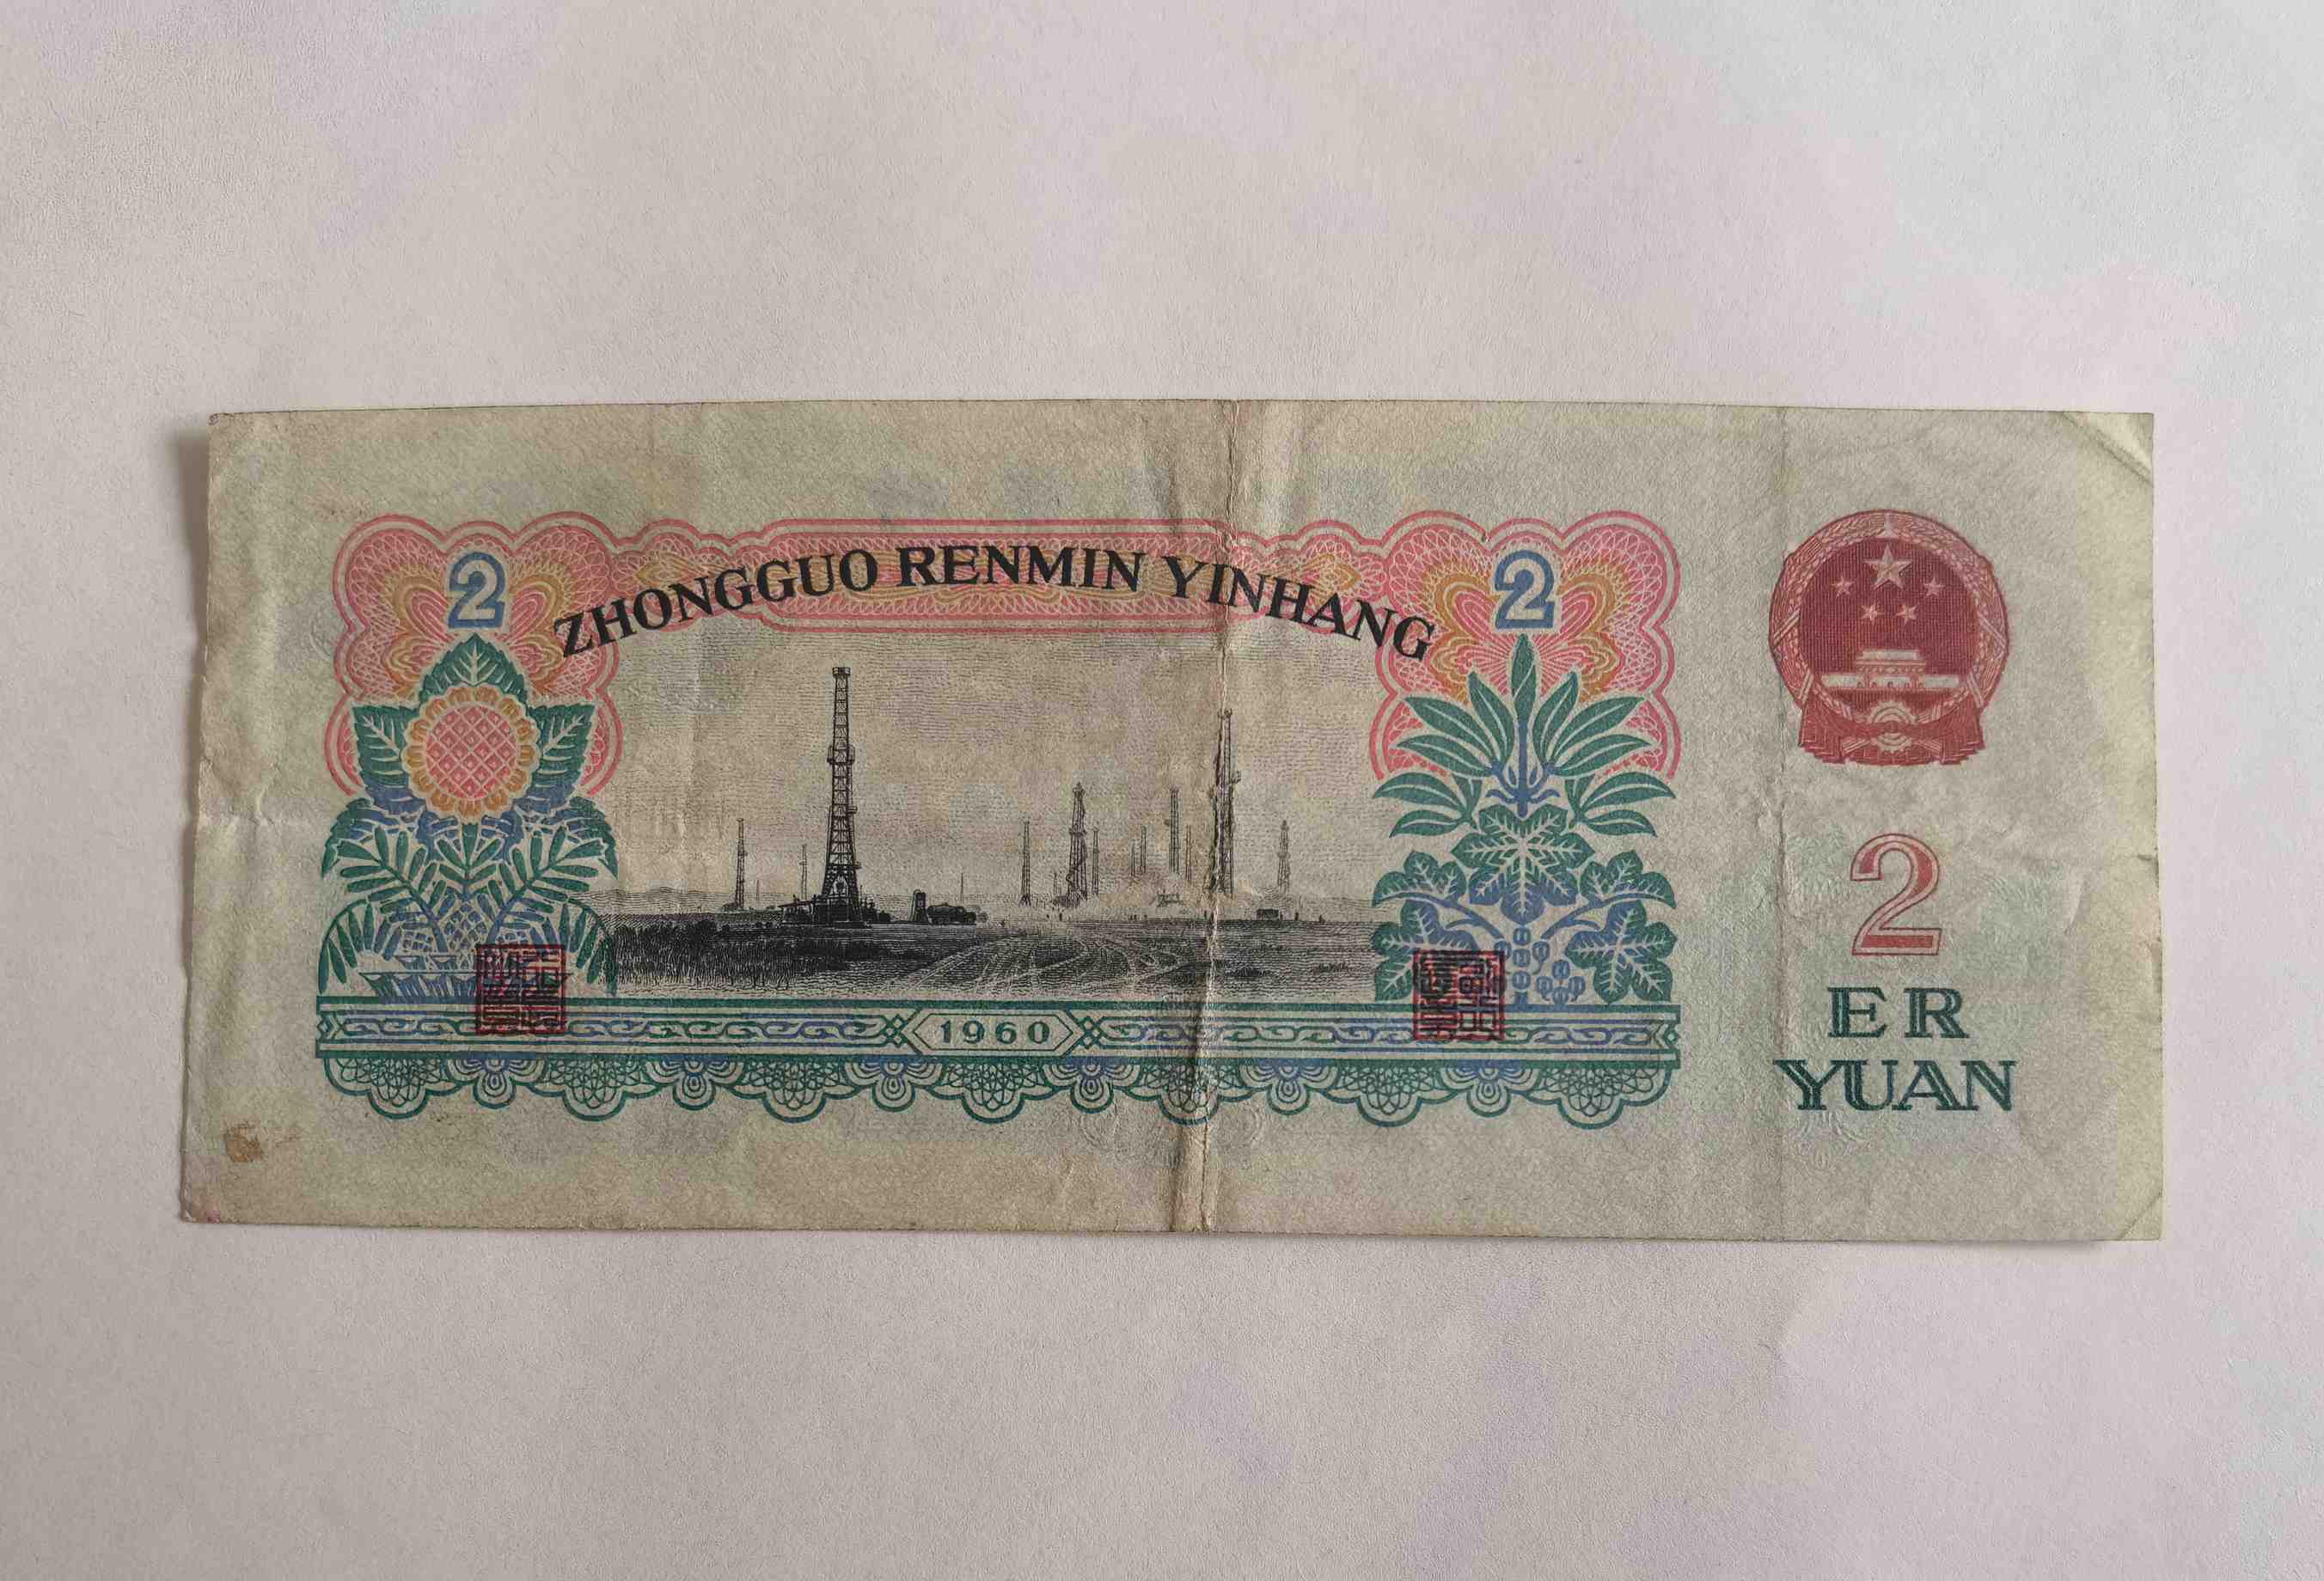 ZHONGGUO RENMIN YINHANG
2
2
1960
2
ER
YUAN